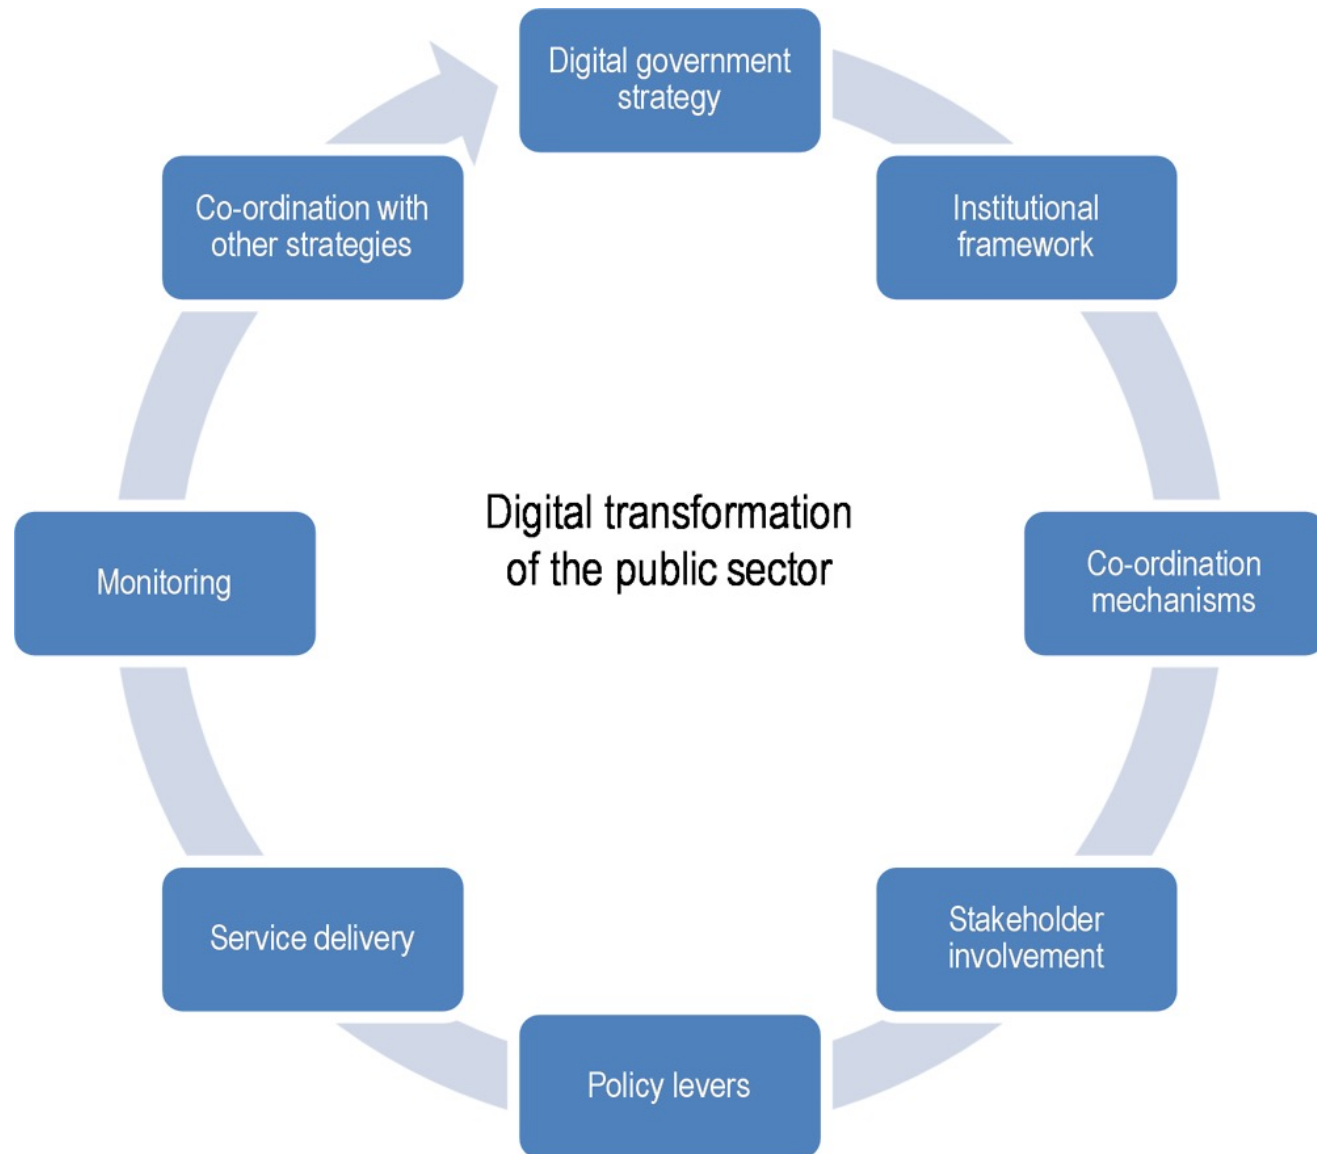 Digital government
strategy
Institutional
framework
Co-ordination
mechanisms
Stakeholder
involvement
Policy levers
Service delivery
Monitoring
Co-ordination with
other strategies
Digital transformation
of the public sector